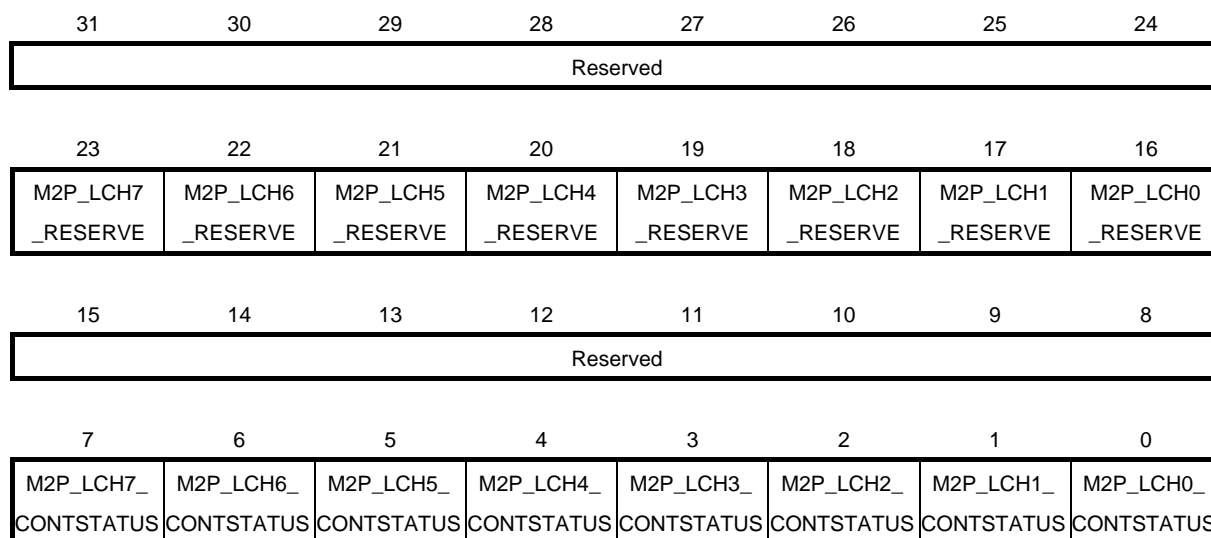 31 30 29 28 27 26 25 24
Reserved
23 22 21 20 19 18 17 16
M2P_LCH7 M2P_LCH6 M2P_LCH5 M2P_LCH4 M2P_LCH3 M2P_LCH2 M2P_LCH1 M2P_LCH0
_RESERVE _RESERVE _RESERVE _RESERVE _RESERVE _RESERVE _RESERVE _RESERVE
15 14 13 12 11 10 9 8
Reserved
7 6 5 4 3 2 1 0
M2P_LCH7_ M2P_LCH6_ M2P_LCH5_ M2P_LCH4_ M2P_LCH3_ M2P_LCH2_ M2P_LCH1_ M2P_LCH0_
CONTSTATUS CONTSTATUS CONTSTATUS CONTSTATUS CONTSTATUS CONTSTATUS CONTSTATUS CONTSTATUS